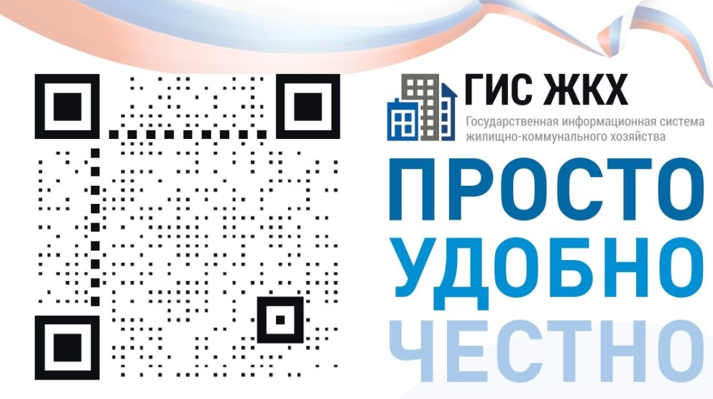 ГИС ЖКХ
Государственная информационная система
жилищно-коммунального хозяйства
ПРОСТО
УДОБНО
ЧЕСТНО